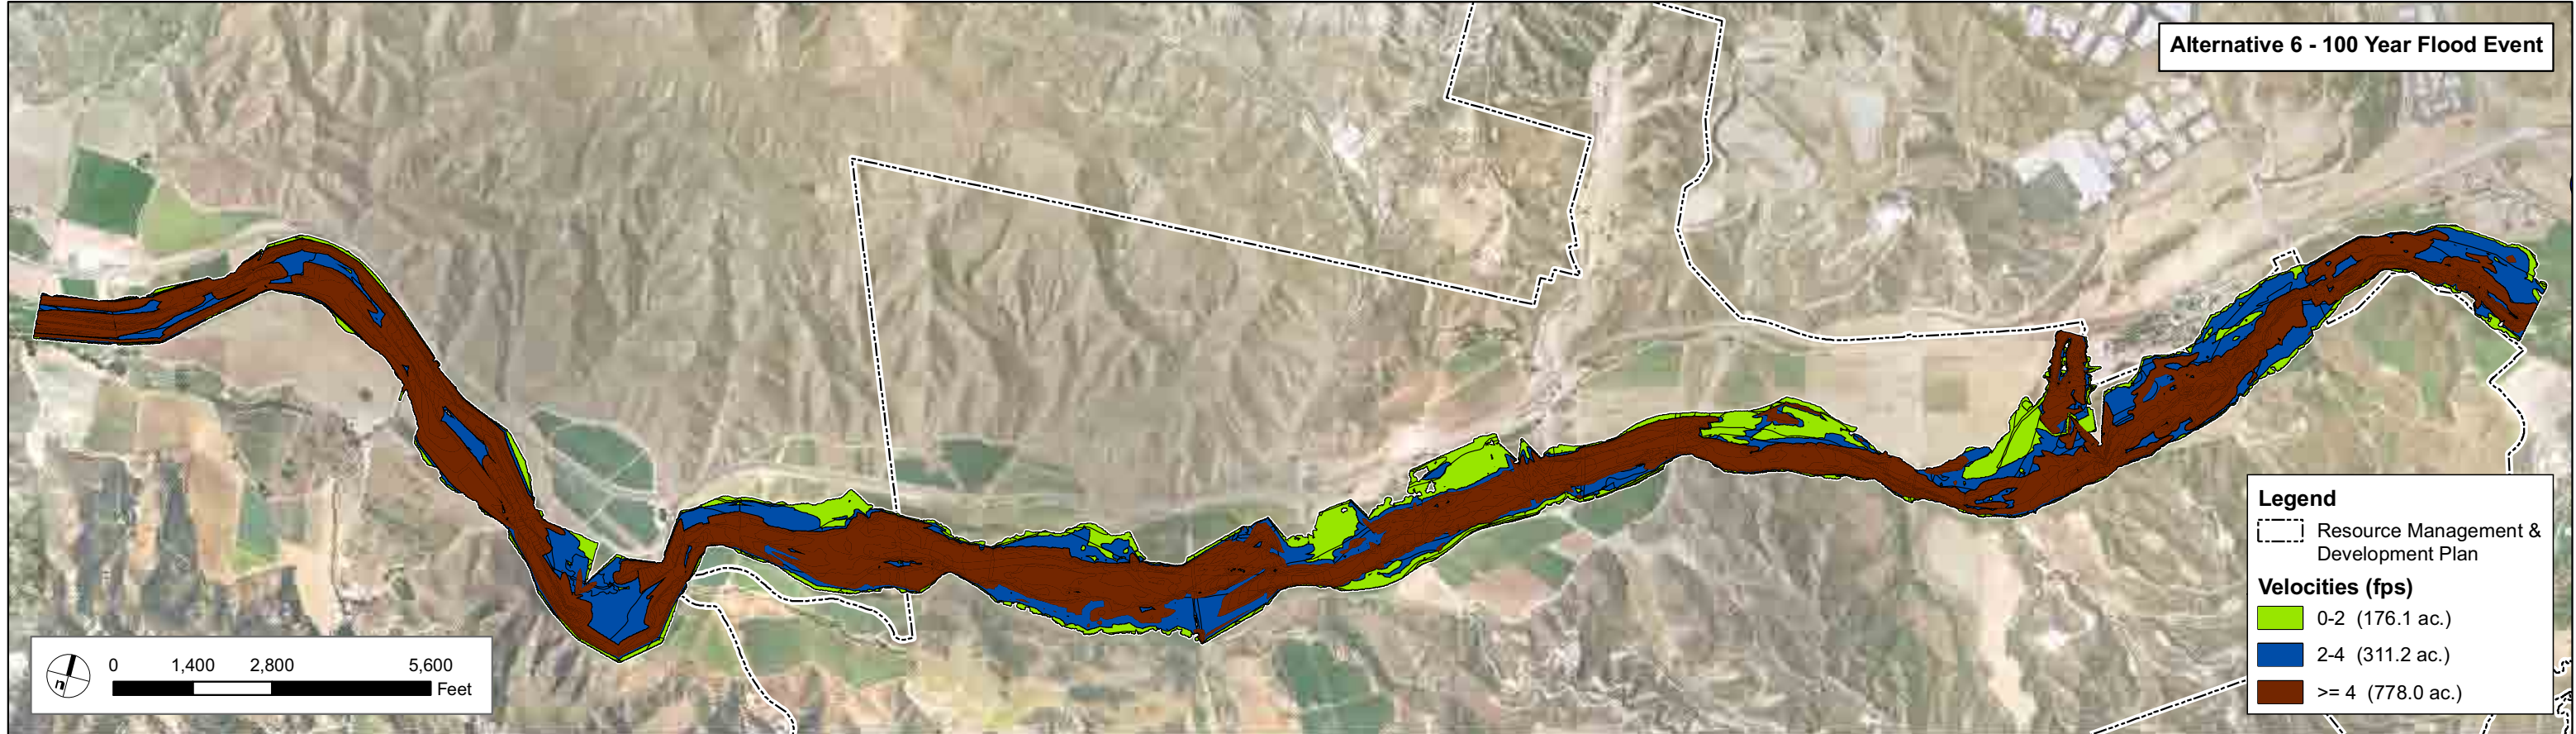 Alternative 6 - 100 Year Flood Event
Legend
Resource Management &
Development Plan
Velocities (fps)
0-2 (176.1 ac.)
2-4 (311.2 ac.)
>= 4 (778.0 ac.)
n
0 1,400 2,800 5,600
Feet